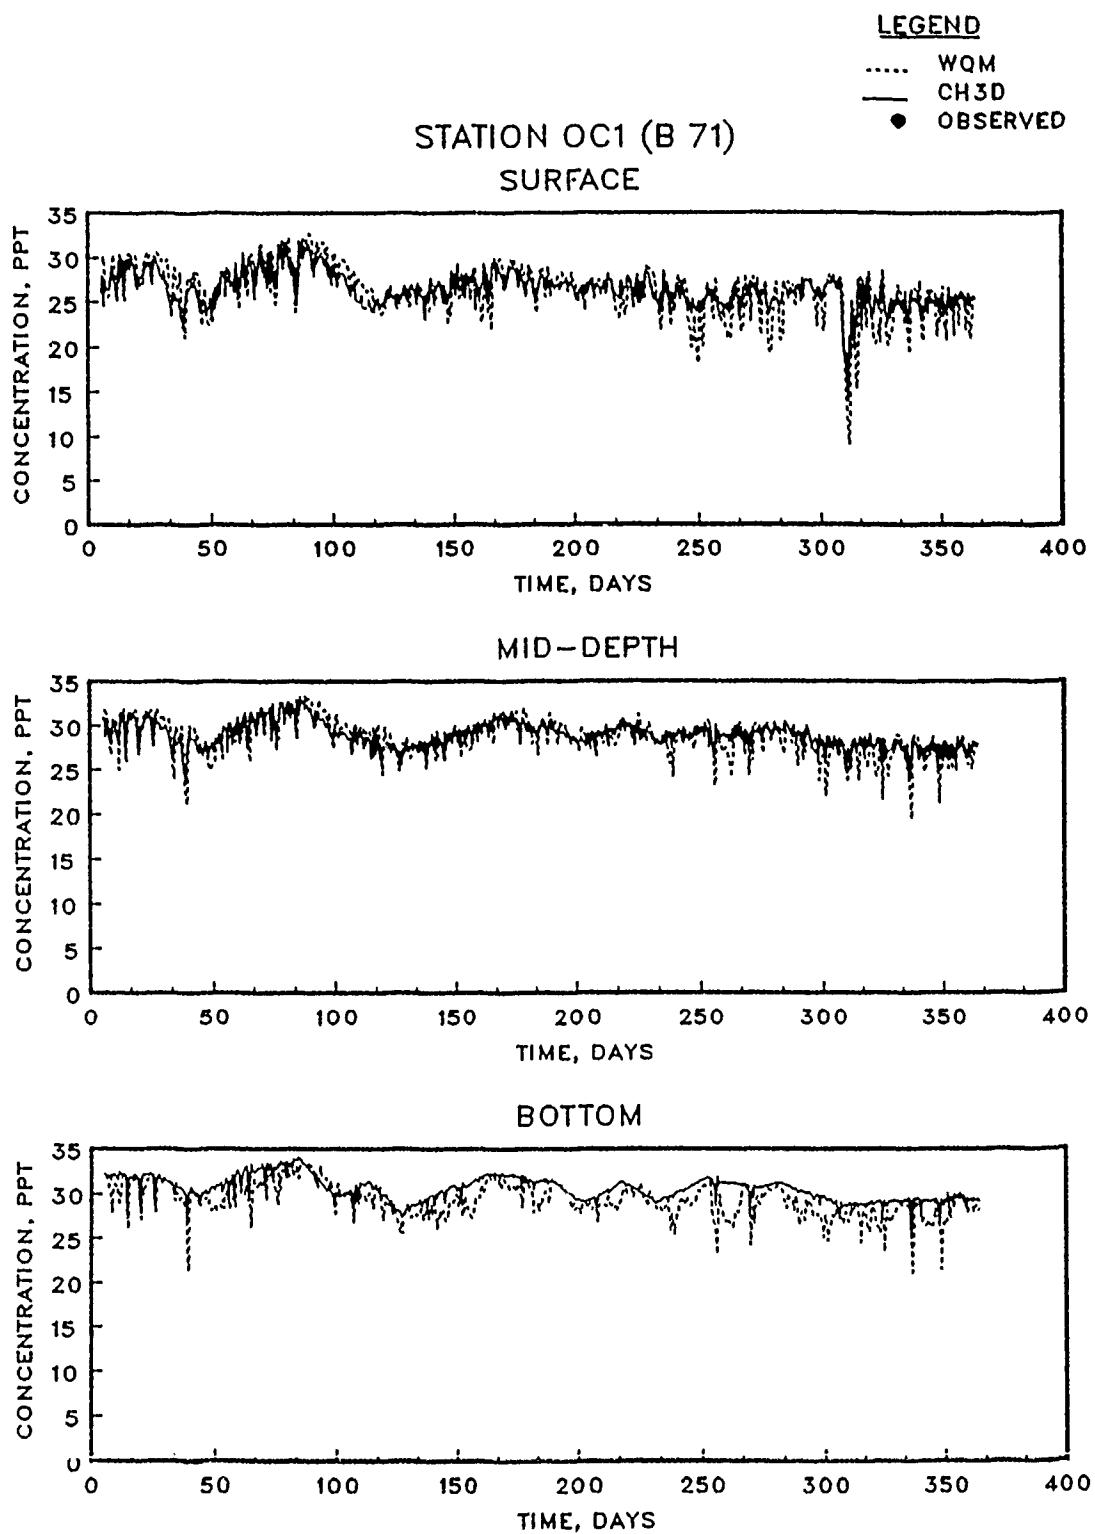 LEGEND
WQM
CH3D
OBSERVED
STATION OC1 (B 71)
SURFACE
CONCENTRATION, PPT
35
30
25
20
15
10
5
0
0 50 100 150 200 250 300 350 400
TIME, DAYS
MID-DEPTH
CONCENTRATION, PPT
35
30
25
20
15
10
5
0
0 50 100 150 200 250 300 350 400
TIME, DAYS
BOTTOM
CONCENTRATION, PPT
35
30
25
20
15
10
5
0
0 50 100 150 200 250 300 350 400
TIME, DAYS